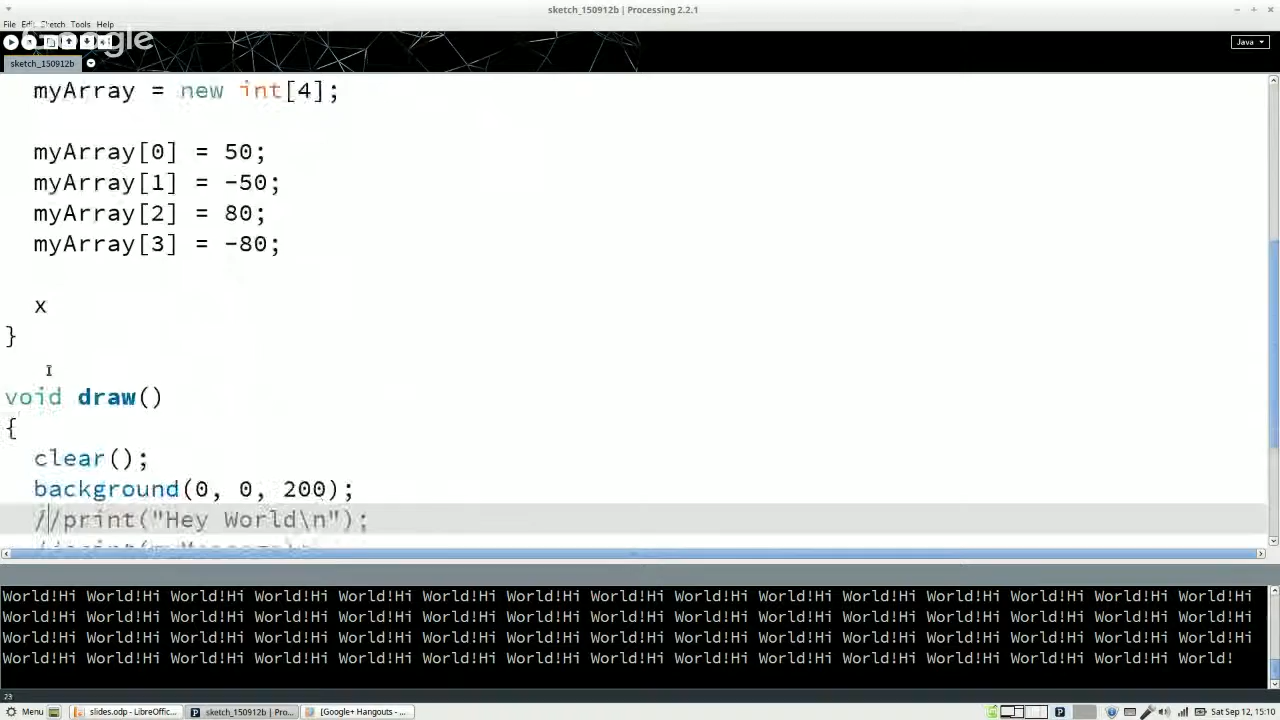 sketch_150912b | Processing 2.2.1
File Edit Sketch Tools Help
Google
Java
sketch_150912b
myArray = new int[4];
myArray[0] = 50;
myArray[1] = -50;
myArray[2] = 80;
myArray[3] = -80;
x
}
void draw()
{
clear();
background(0, 0, 200);
//print("Hey World\n");
World!Hi World!Hi World!Hi World!Hi World!Hi World!Hi World!Hi World!Hi World!Hi World!Hi World!Hi World!Hi World!Hi World!Hi World!Hi
World!Hi World!Hi World!Hi World!Hi World!Hi World!Hi World!Hi World!Hi World!Hi World!Hi World!Hi World!Hi World!Hi World!Hi World!Hi
World!Hi World!Hi World!Hi World!Hi World!Hi World!Hi World!Hi World!Hi World!Hi World!Hi World!Hi World!Hi World!Hi World!Hi World!Hi
World!Hi World!Hi World!Hi World!Hi World!Hi World!Hi World!Hi World!Hi World!Hi World!Hi World!Hi World!Hi World!Hi World!Hi World!
23
Menu slides.odp - LibreOffic... sketch_150912b | Pro... [Google+ Hangouts - ... Sat Sep 12, 15:10